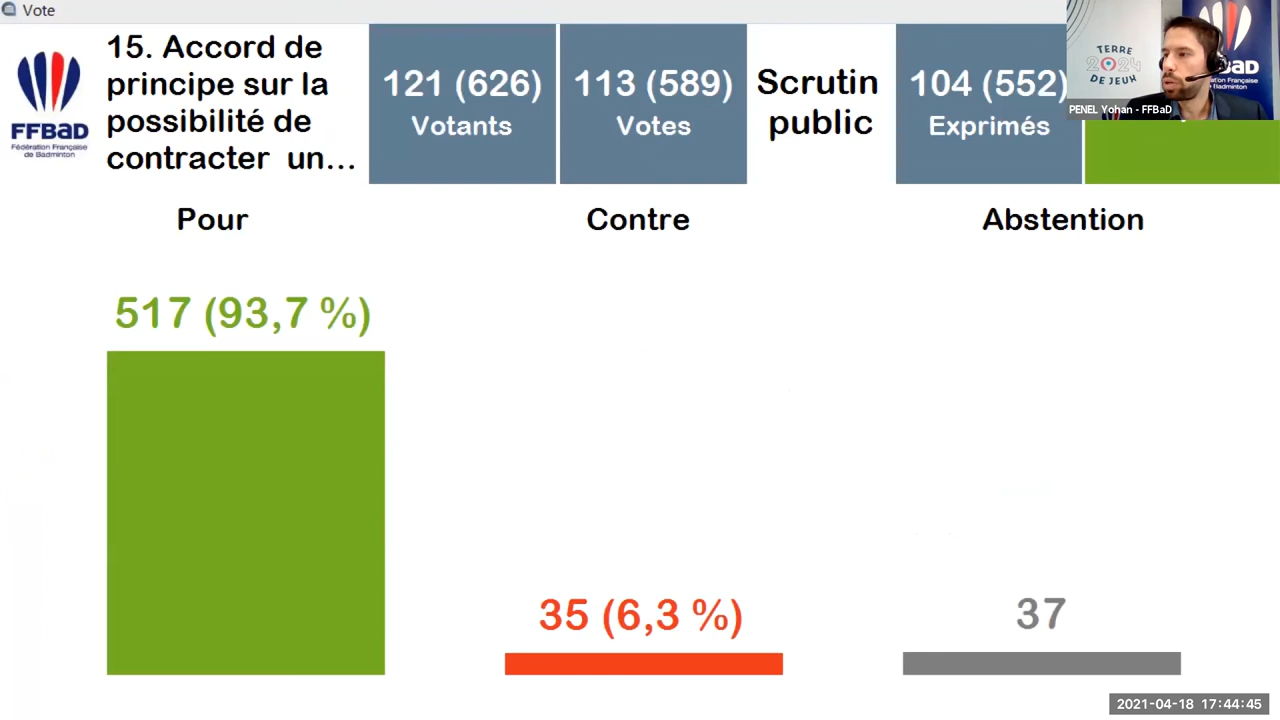 Vote
15. Accord de
principe sur la
possibilité de
contracter un...
FFBaD
Fédération Française
de Badminton
121 (626)
Votants
113 (589)
Votes
Scrutin
public
104 (552)
Exprimés
TERRE
2024
DE JEUX
PENEL Yohan - FFBaD
Pour
Contre
Abstention
517 (93,7 %)
35 (6,3 %)
37
2021-04-18 17:44:45